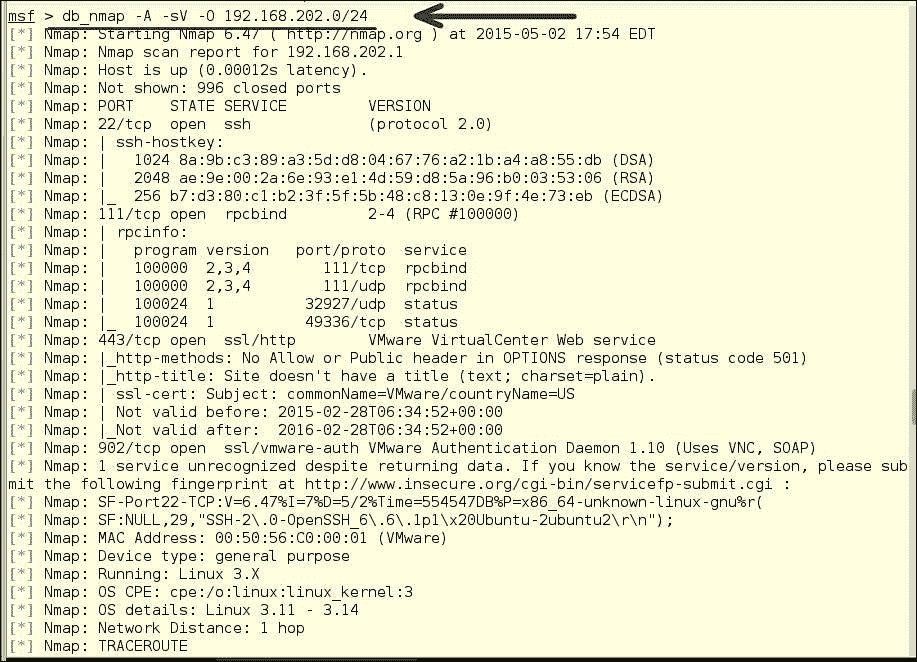 msf > db_nmap -A -sV -O 192.168.202.0/24
[*] Nmap: Starting Nmap 6.47 ( http://nmap.org ) at 2015-05-02 17:54 EDT
[*] Nmap: Nmap scan report for 192.168.202.1
[*] Nmap: Host is up (0.00012s latency).
[*] Nmap: Not shown: 996 closed ports
[*] Nmap: PORT    STATE SERVICE         VERSION
[*] Nmap: 22/tcp  open  ssh             (protocol 2.0)
[*] Nmap: | ssh-hostkey:
[*] Nmap: |   1024 8a:9b:c3:89:a3:5d:d8:04:67:76:a2:1b:a4:a8:55:db (DSA)
[*] Nmap: |   2048 ae:9e:00:2a:6e:93:e1:4d:59:d8:5a:96:b0:03:53:06 (RSA)
[*] Nmap: |_  256 b7:d3:80:c1:b2:3f:5f:5b:48:c8:13:0e:9f:4e:73:eb (ECDSA)
[*] Nmap: 111/tcp open  rpcbind         2-4 (RPC #100000)
[*] Nmap: | rpcinfo:
[*] Nmap: |   program version   port/proto  service
[*] Nmap: |   100000  2,3,4        111/tcp  rpcbind
[*] Nmap: |   100000  2,3,4        111/udp  rpcbind
[*] Nmap: |   100024  1          32927/udp  status
[*] Nmap: |_  100024  1          49336/tcp  status
[*] Nmap: 443/tcp open  ssl/http        VMware VirtualCenter Web service
[*] Nmap: |_http-methods: No Allow or Public header in OPTIONS response (status code 501)
[*] Nmap: |_http-title: Site doesn't have a title (text; charset=plain).
[*] Nmap: | ssl-cert: Subject: commonName=VMware/countryName=US
[*] Nmap: | Not valid before: 2015-02-28T06:34:52+00:00
[*] Nmap: |_Not valid after:  2016-02-28T06:34:52+00:00
[*] Nmap: 902/tcp open  ssl/vmware-auth VMware Authentication Daemon 1.10 (Uses VNC, SOAP)
[*] Nmap: 1 service unrecognized despite returning data. If you know the service/version, please sub
mit the following fingerprint at http://www.insecure.org/cgi-bin/servicefp-submit.cgi :
[*] Nmap: SF-Port22-TCP:V=6.47%I=7%D=5/2%Time=554547DB%P=x86_64-unknown-linux-gnu%r(
[*] Nmap: SF:NULL,29,"SSH-2\.0-OpenSSH_6\.6\.1p1\x20Ubuntu-2ubuntu2\r\n");
[*] Nmap: MAC Address: 00:50:56:C0:00:01 (VMware)
[*] Nmap: Device type: general purpose
[*] Nmap: Running: Linux 3.X
[*] Nmap: OS CPE: cpe:/o:linux:linux_kernel:3
[*] Nmap: OS details: Linux 3.11 - 3.14
[*] Nmap: Network Distance: 1 hop
[*] Nmap: TRACEROUTE